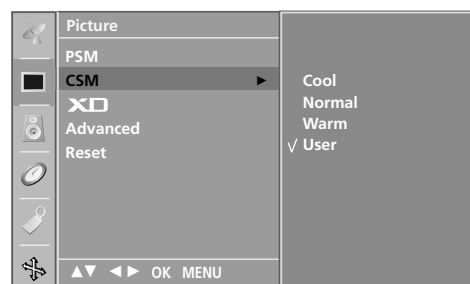 Picture
PSM
CSM ►
XD
Advanced
Reset
▲▼ ◄► OK MENU
Cool
Normal
Warm
√ User